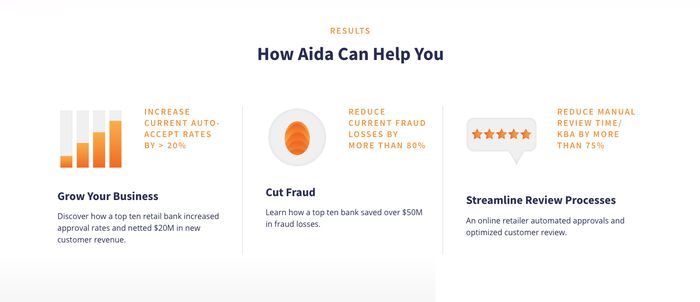 RESULTS
How Aida Can Help You
INCREASE
CURRENT AUTO-
ACCEPT RATES
BY > 20%
Grow Your Business
Discover how a top ten retail bank increased
approval rates and netted $20M in new
customer revenue.
REDUCE
CURRENT FRAUD
LOSSES BY
MORE THAN 80%
Cut Fraud
Learn how a top ten bank saved over $50M
in fraud losses.
REDUCE MANUAL
REVIEW TIME/
KBA BY MORE
THAN 75%
Streamline Review Processes
An online retailer automated approvals and
optimized customer review.